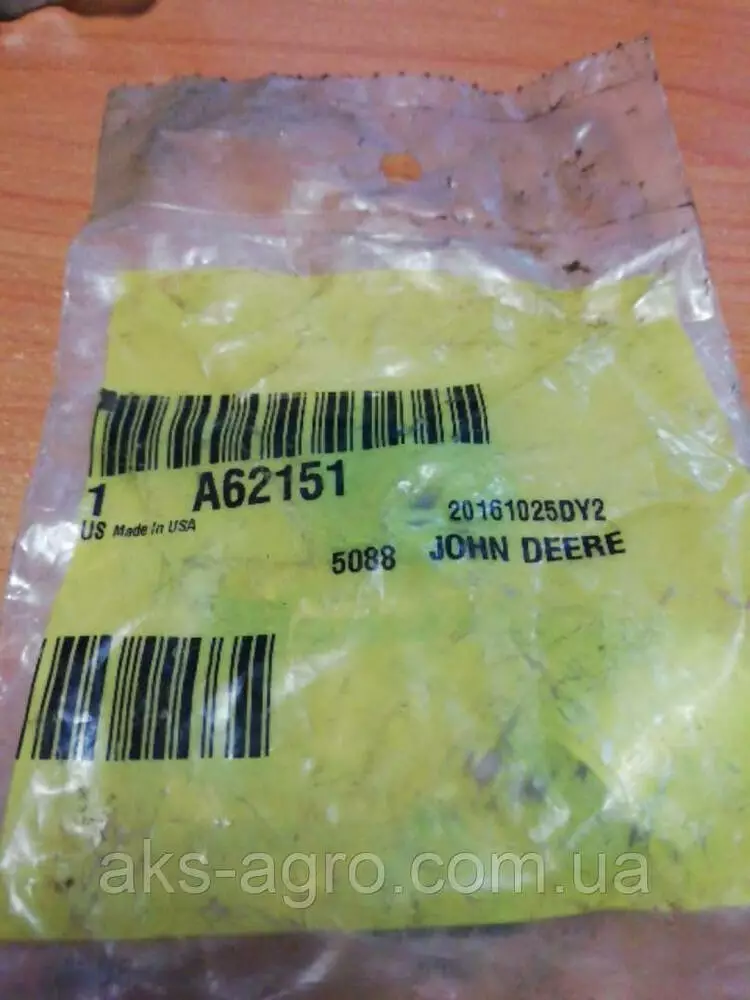 1 A62151
US Made in USA 20161025DY2
5088 JOHN DEERE
aks-agro.com.ua